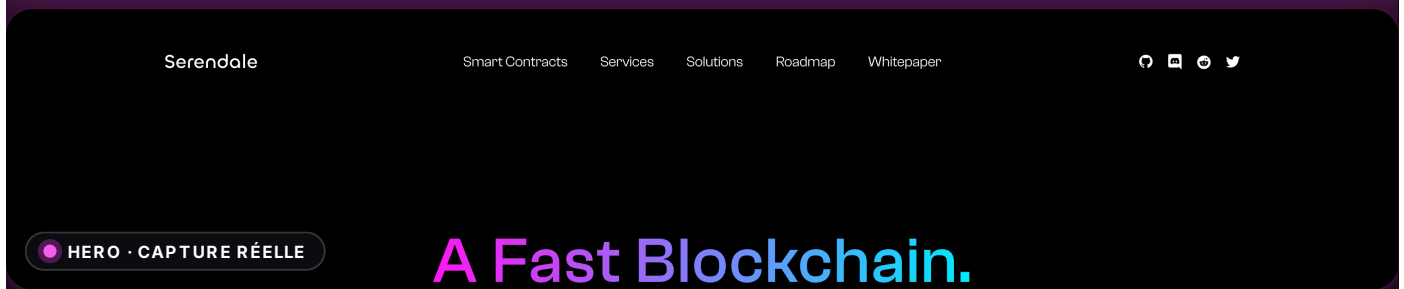 Serendale
Smart Contracts Services Solutions Roadmap Whitepaper
HERO · CAPTURE RÉELLE
A Fast Blockchain.